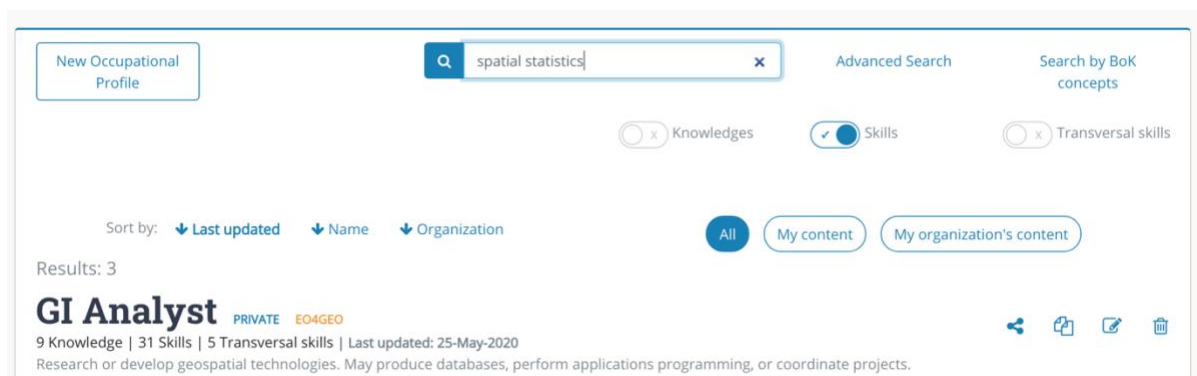 New Occupational
Profile
spatial statistics
Advanced Search
Search by BoK
concepts
Knowledges
Skills
Transversal skills
Sort by: Last updated Name Organization
All My content My organization's content
Results: 3
GI Analyst PRIVATE EO4GEO
9 Knowledge | 31 Skills | 5 Transversal skills | Last updated: 25-May-2020
Research or develop geospatial technologies. May produce databases, perform applications programming, or coordinate projects.